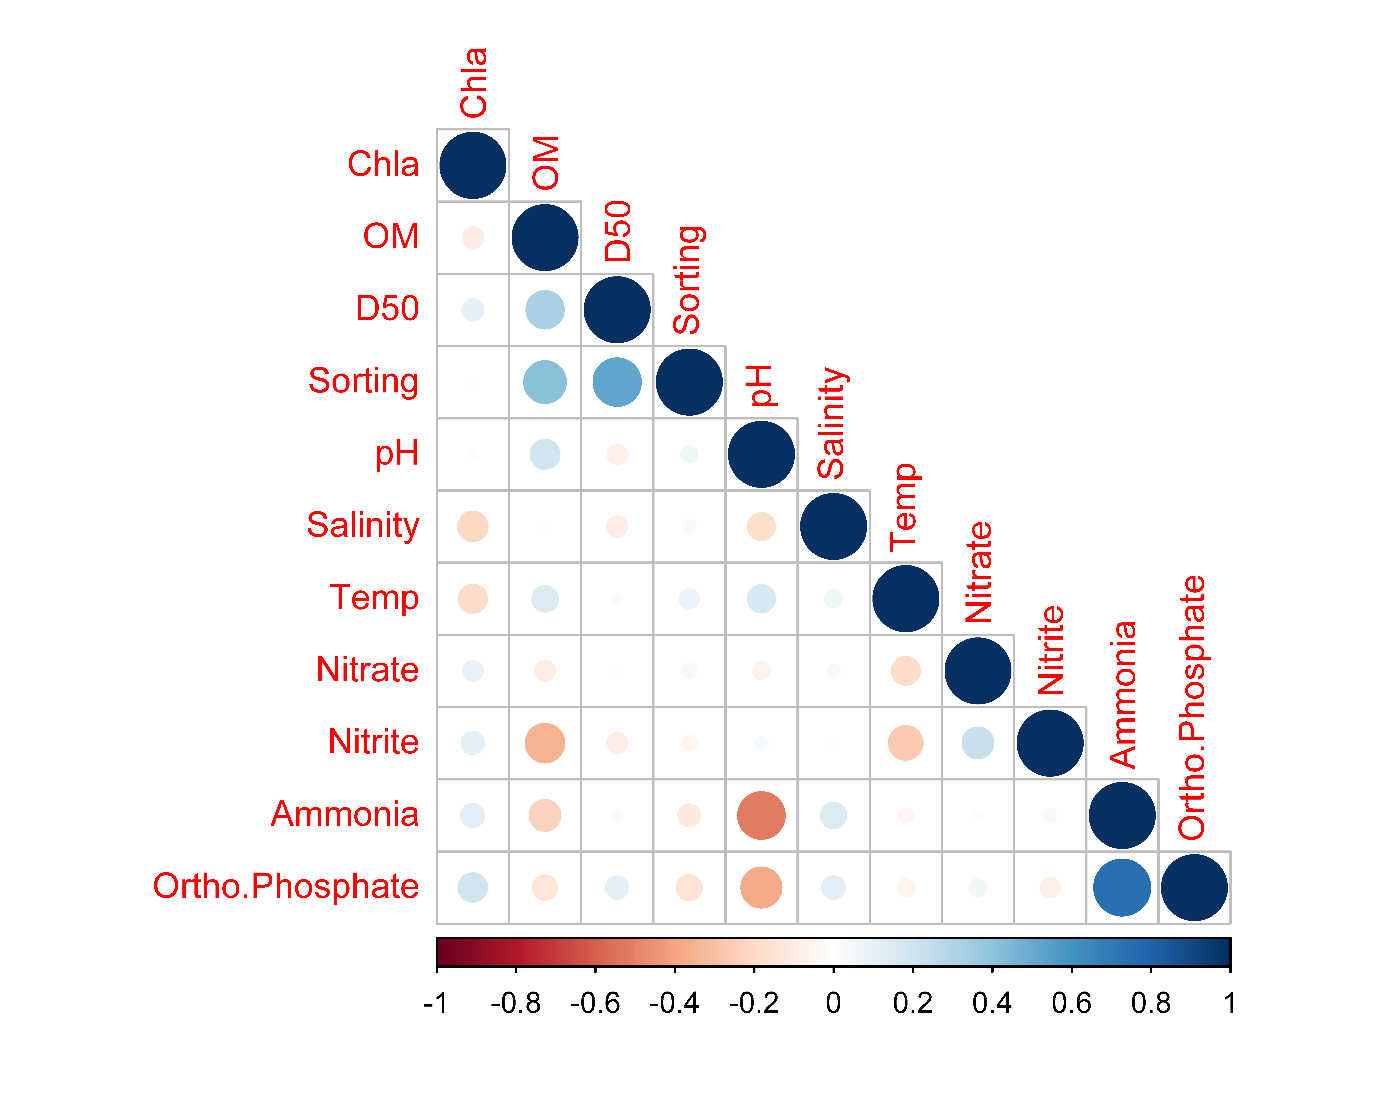 Chla
OM
D50
Sorting
pH
Salinity
Temp
Nitrate
Nitrite
Ammonia
Ortho.Phosphate
Chla
OM
D50
Sorting
pH
Salinity
Temp
Nitrate
Nitrite
Ammonia
Ortho.Phosphate
-1 -0.8 -0.6 -0.4 -0.2 0 0.2 0.4 0.6 0.8 1